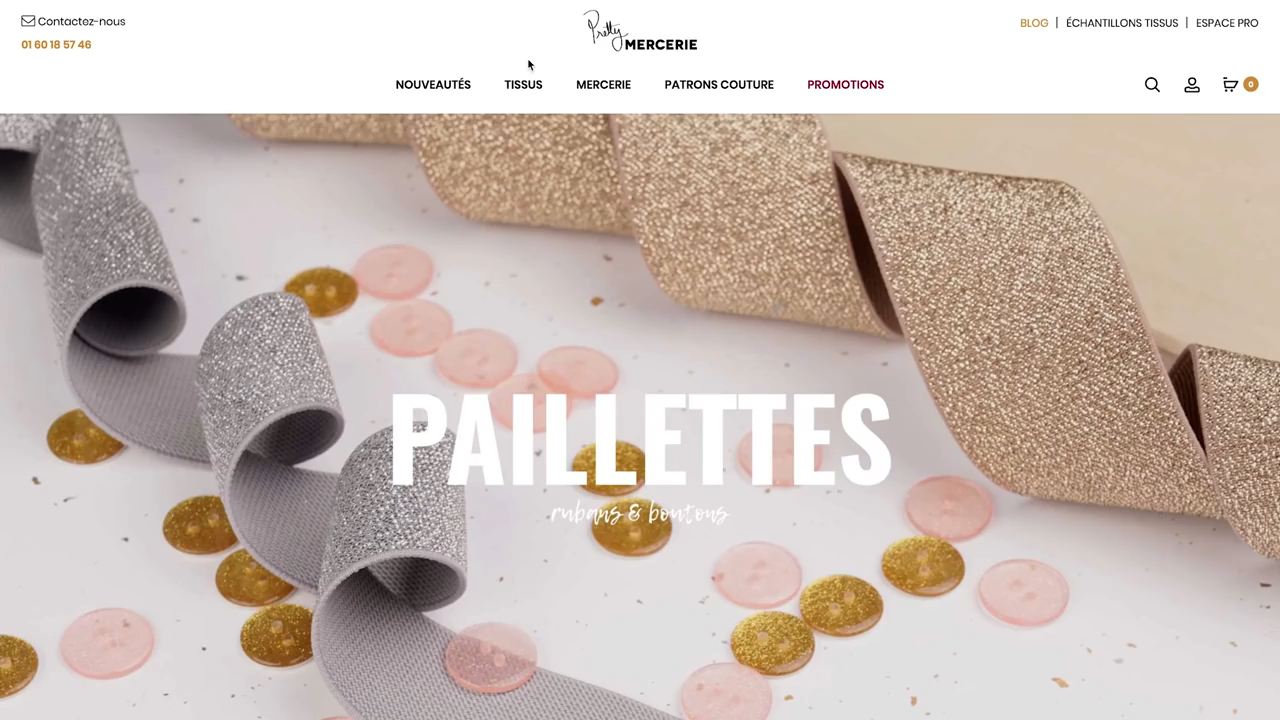 Contactez-nous
01 60 18 57 46
Pretty
MERCERIE
BLOG | ÉCHANTILLONS TISSUS | ESPACE PRO
NOUVEAUTÉS TISSUS MERCERIE PATRONS COUTURE PROMOTIONS
0
PAILLETTES
rubans & boutons